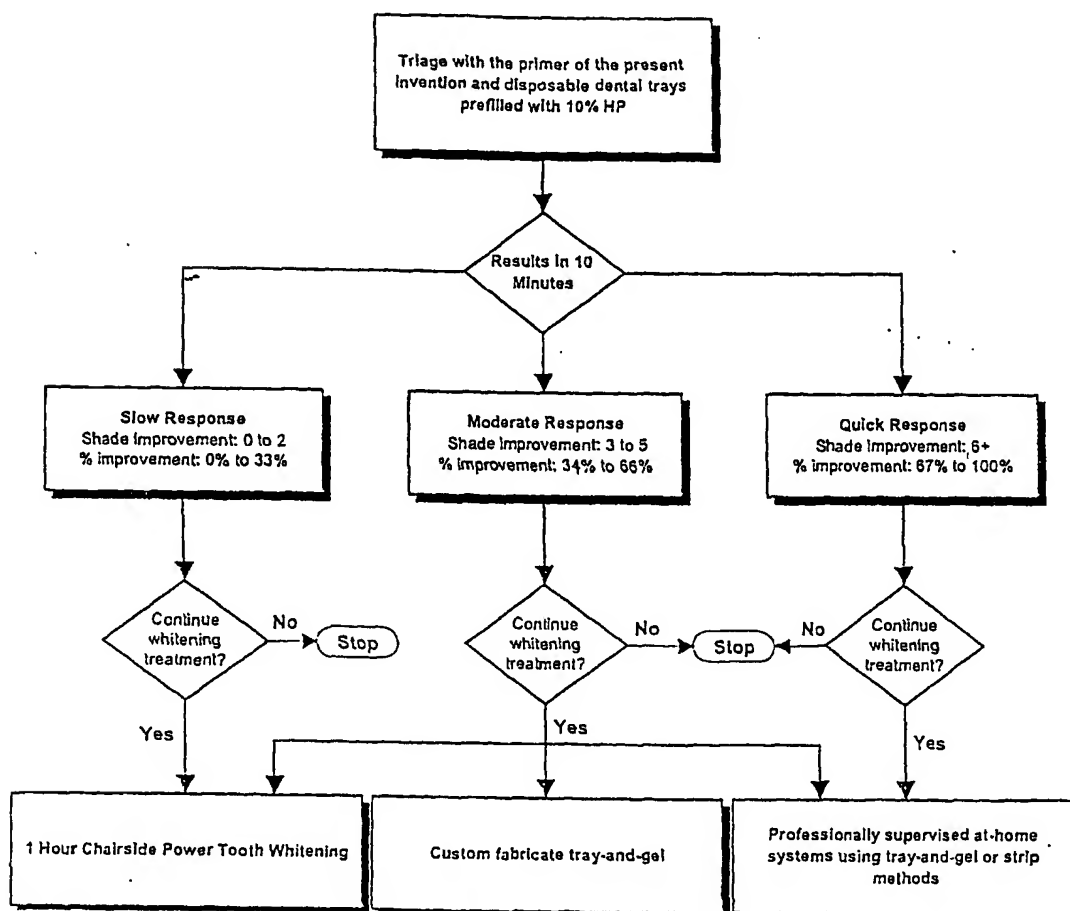 Triage with the primer of the present
invention and disposable dental trays
prefilled with 10% HP
Results in 10
Minutes
Slow Response
Shade Improvement: 0 to 2
% improvement: 0% to 33%
Moderate Response
Shade Improvement: 3 to 5
% improvement: 34% to 66%
Quick Response
Shade Improvement: 6+
% improvement: 67% to 100%
Continue
whitening
treatment?
No
Stop
Continue
whitening
treatment?
No
Stop
No
Continue
whitening
treatment?
Yes
Yes
Yes
1 Hour Chairside Power Tooth Whitening
Custom fabricate tray-and-gel
Professionally supervised at-home
systems using tray-and-gel or strip
methods